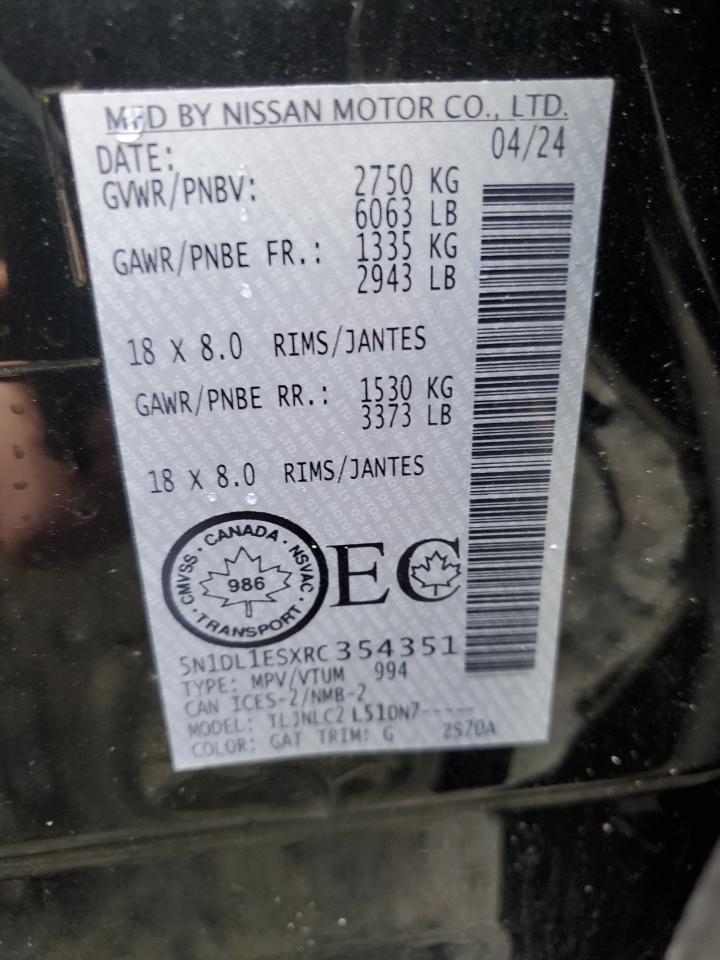 MFD BY NISSAN MOTOR CO., LTD.
DATE: 04/24
GVWR/PNBV: 2750 KG
6063 LB
GAWR/PNBE FR.: 1335 KG
2943 LB
18 X 8.0 RIMS/JANTES
GAWR/PNBE RR.: 1530 KG
3373 LB
18 X 8.0 RIMS/JANTES
· CANADA · NSVAC · TRANSPORT · CMVSS
986
EC
5N1DL1ESXRC354351
TYPE: MPV/VTUM 994
CAN ICES-2/NMB-2
MODEL: TLJNLC2 L51DN7-----
COLOR: GAT TRIM: G 2SZ0A